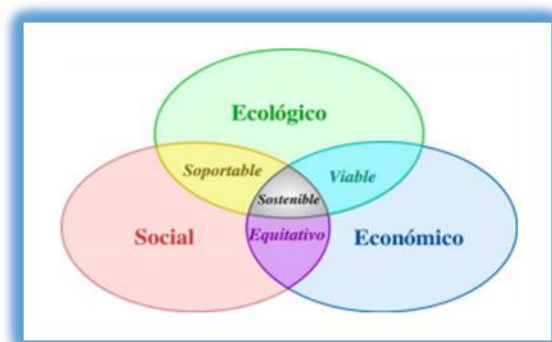 Ecológico
Soportable
Viable
Sostenible
Social
Equitativo
Económico